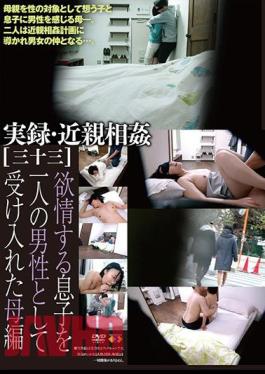 母親を性の対象として想う子と
息子に男性を感じる母―
二人は近親相姦計画に
導かれ男女の仲となる…。
実録・近親相姦
[三十三]
欲情する息子を
一人の男性として
受け入れた母編
DVD